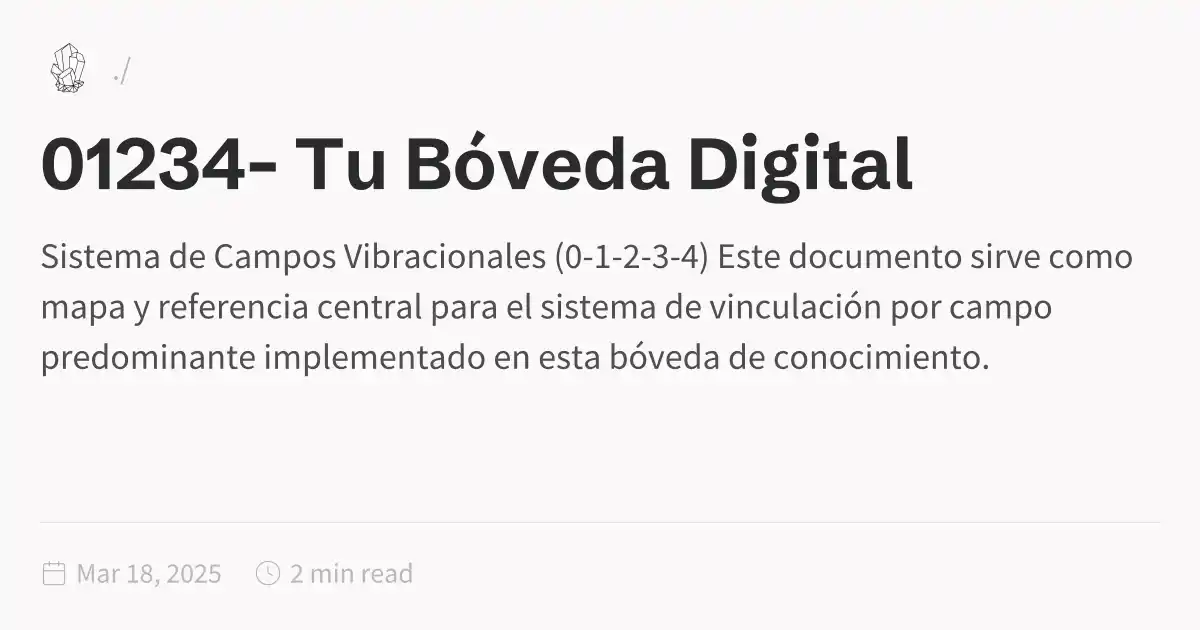 ./
01234- Tu Bóveda Digital
Sistema de Campos Vibracionales (0-1-2-3-4) Este documento sirve como
mapa y referencia central para el sistema de vinculación por campo
predominante implementado en esta bóveda de conocimiento.
Mar 18, 2025
2 min read